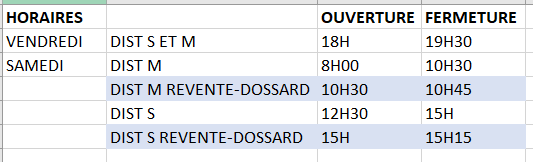 HORAIRES OUVERTURE FERMETURE
VENDREDI DIST S ET M 18H 19H30
SAMEDI DIST M 8H00 10H30
DIST M REVENTE-DOSSARD 10H30 10H45
DIST S 12H30 15H
DIST S REVENTE-DOSSARD 15H 15H15